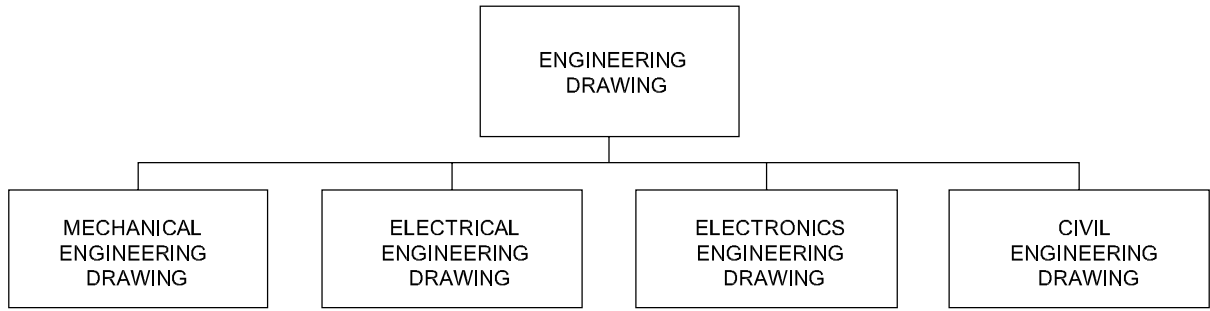 ENGINEERING
DRAWING
MECHANICAL
ENGINEERING
DRAWING
ELECTRICAL
ENGINEERING
DRAWING
ELECTRONICS
ENGINEERING
DRAWING
CIVIL
ENGINEERING
DRAWING